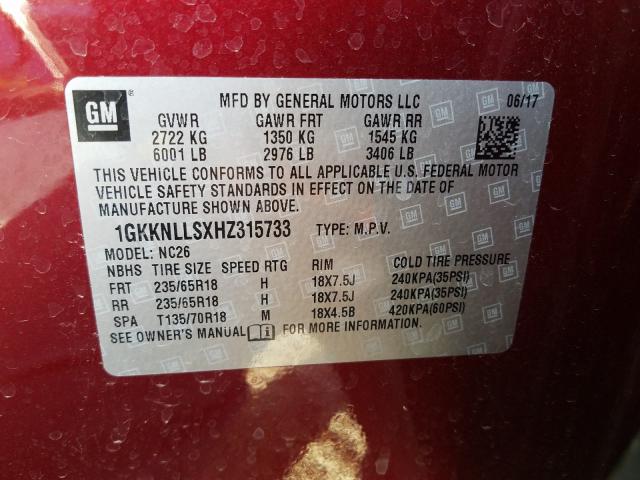 GM
MFD BY GENERAL MOTORS LLC 06/17
GVWR GAWR FRT GAWR RR
2722 KG 1350 KG 1545 KG
6001 LB 2976 LB 3406 LB
THIS VEHICLE CONFORMS TO ALL APPLICABLE U.S. FEDERAL MOTOR
VEHICLE SAFETY STANDARDS IN EFFECT ON THE DATE OF
MANUFACTURE SHOWN ABOVE.
1GKKNLLSXHZ315733 TYPE: M.P.V.
MODEL: NC26
NBHS TIRE SIZE SPEED RTG RIM COLD TIRE PRESSURE
FRT 235/65R18 H 18X7.5J 240KPA(35PSI)
RR 235/65R18 H 18X7.5J 240KPA(35PSI)
SPA T135/70R18 M 18X4.5B 420KPA(60PSI)
SEE OWNER'S MANUAL FOR MORE INFORMATION.